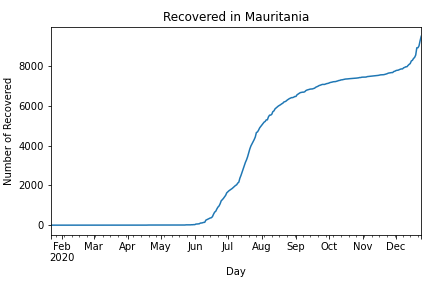 Recovered in Mauritania
Number of Recovered
8000
6000
4000
2000
0
Feb Mar Apr May Jun Jul Aug Sep Oct Nov Dec
2020
Day